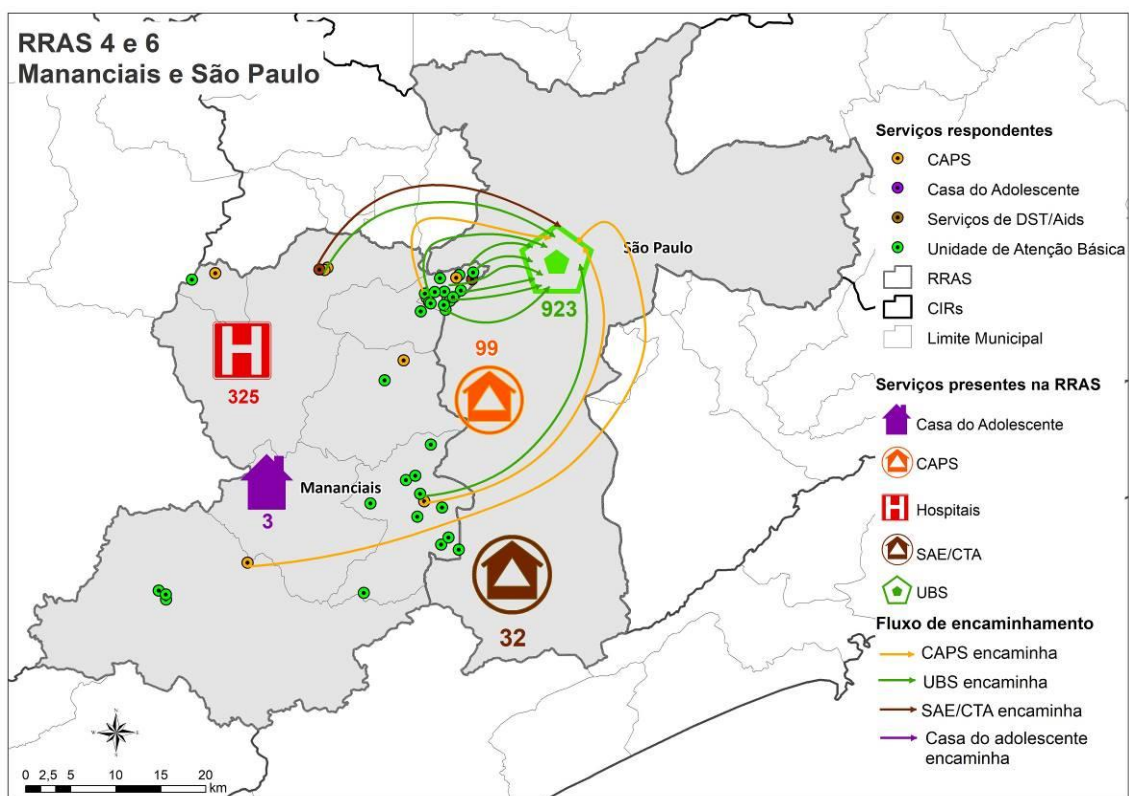 RRAS 4 e 6
Mananciais e São Paulo
São Paulo
923
99
325
Mananciais
3
32
Serviços respondentes
CAPS
Casa do Adolescente
Serviços de DST/Aids
Unidade de Atenção Básica
RRAS
CIRs
Limite Municipal
Serviços presentes na RRAS
Casa do Adolescente
CAPS
H Hospitais
SAE/CTA
UBS
Fluxo de encaminhamento
CAPS encaminha
UBS encaminha
SAE/CTA encaminha
Casa do adolescente
encaminha
H
0 2,5 5 10 15 20
km